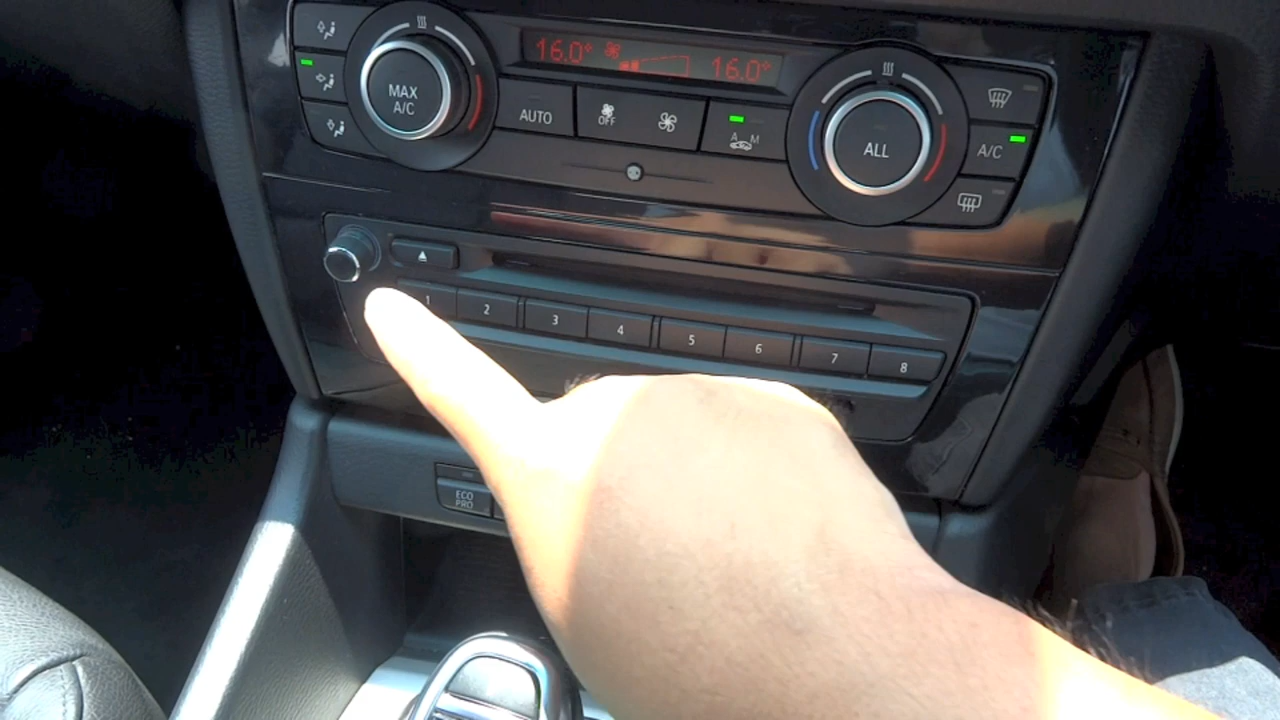 16.0° 16.0°
MAX
A/C
AUTO
OFF
A M
ALL
A/C
1 2 3 4 5 6 7 8
ECO
PRO